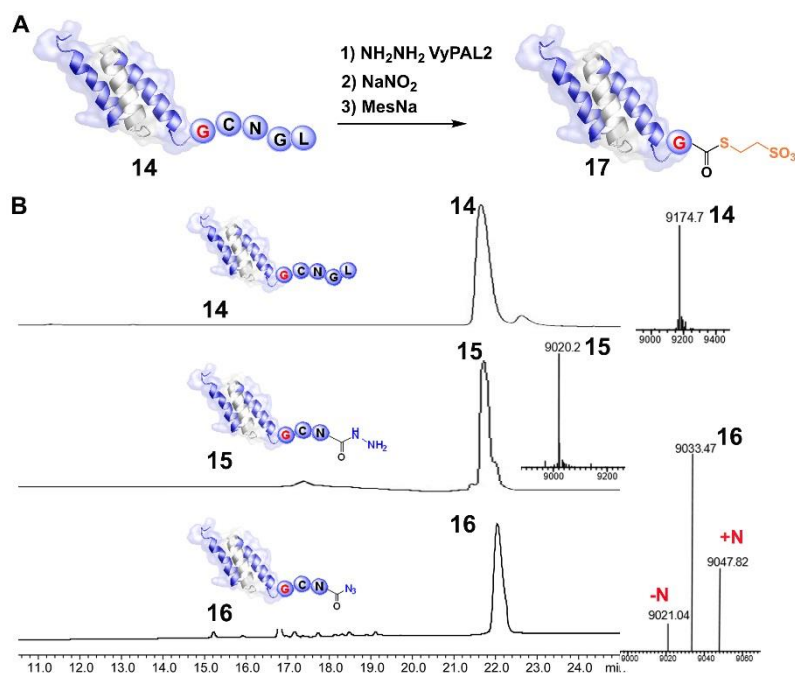 A
1) NH2NH2 VyPAL2
2) NaNO2
3) MesNa
G C N G L
14
G
O
S
SO3
17
B
14
9174.7 14
G C N G L
14
9000 9200 9400
15
9020.2 15
G C N
H
N
NH2
O
15
9000 9200
16
9033.47
16
+N
9047.82
-N
9021.04
G C N
N3
O
16
9000 9020 9040 9060
11.0 12.0 13.0 14.0 15.0 16.0 17.0 18.0 19.0 20.0 21.0 22.0 23.0 24.0 min.